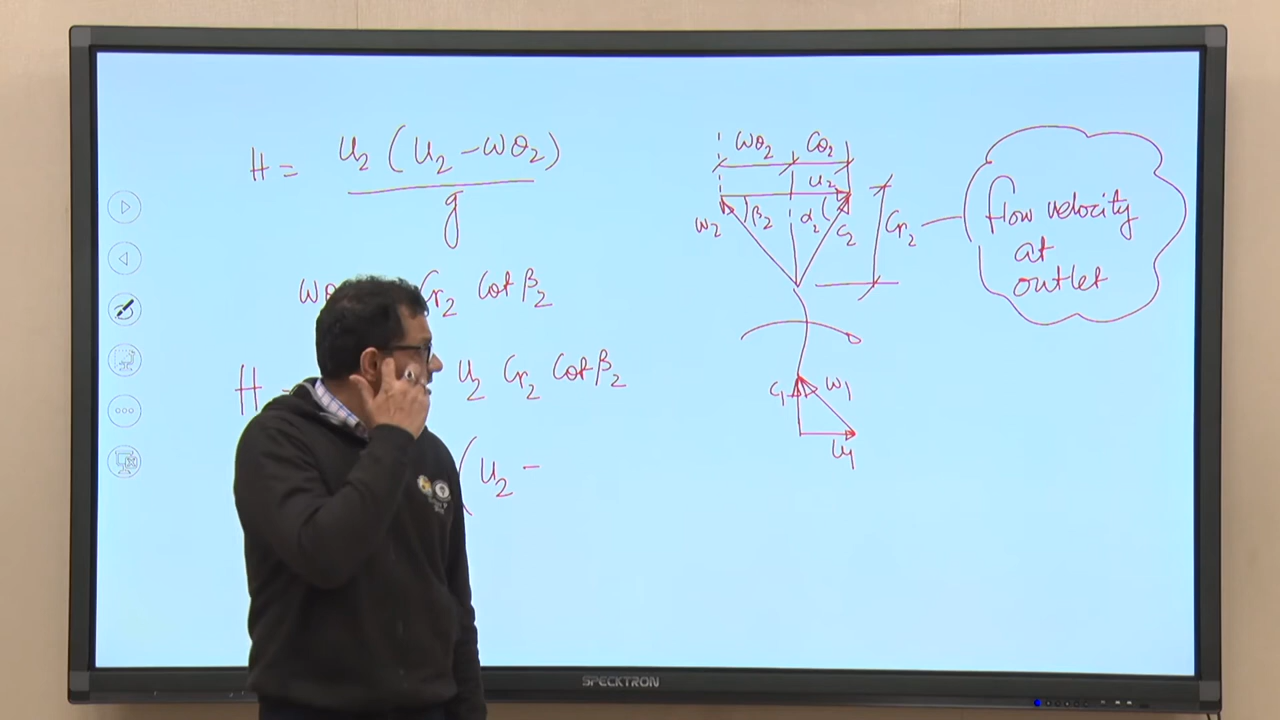 H = U₂ (U₂ - Wθ₂)
g
Wθ
Cr₂ Cot β₂
H
U₂ Cr₂ Cot β₂
(U₂ -
Wθ₂ Cθ₂
U₂
W₂ β₂ α₂ C₂ Cr₂
flow velocity
at
outlet
C₁ W₁
U₁
SPECKTRON